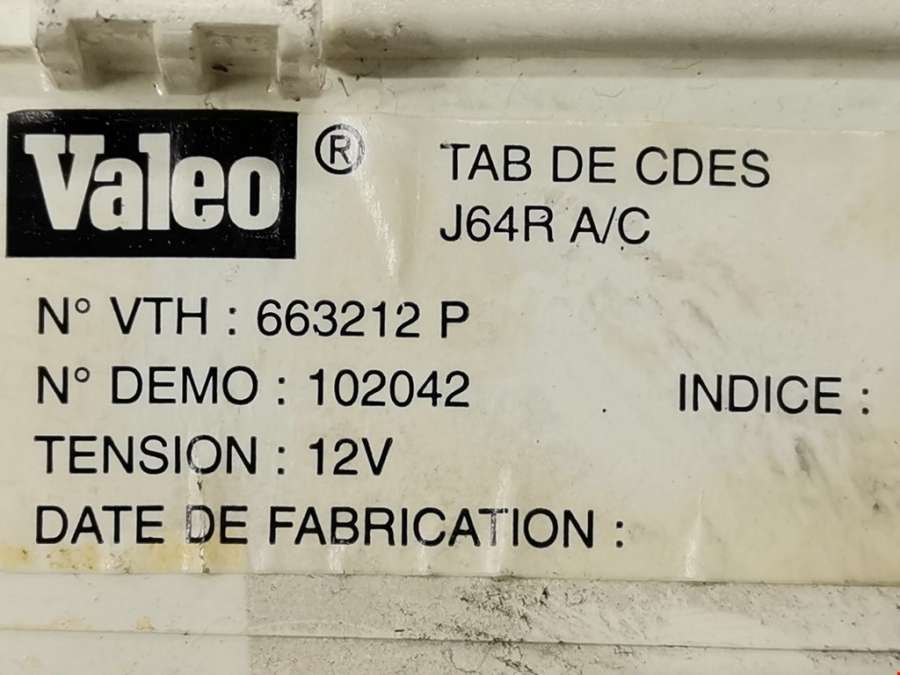 Valeo ® TAB DE CDES
J64R A/C
N° VTH : 663212 P
N° DEMO : 102042 INDICE :
TENSION : 12V
DATE DE FABRICATION :